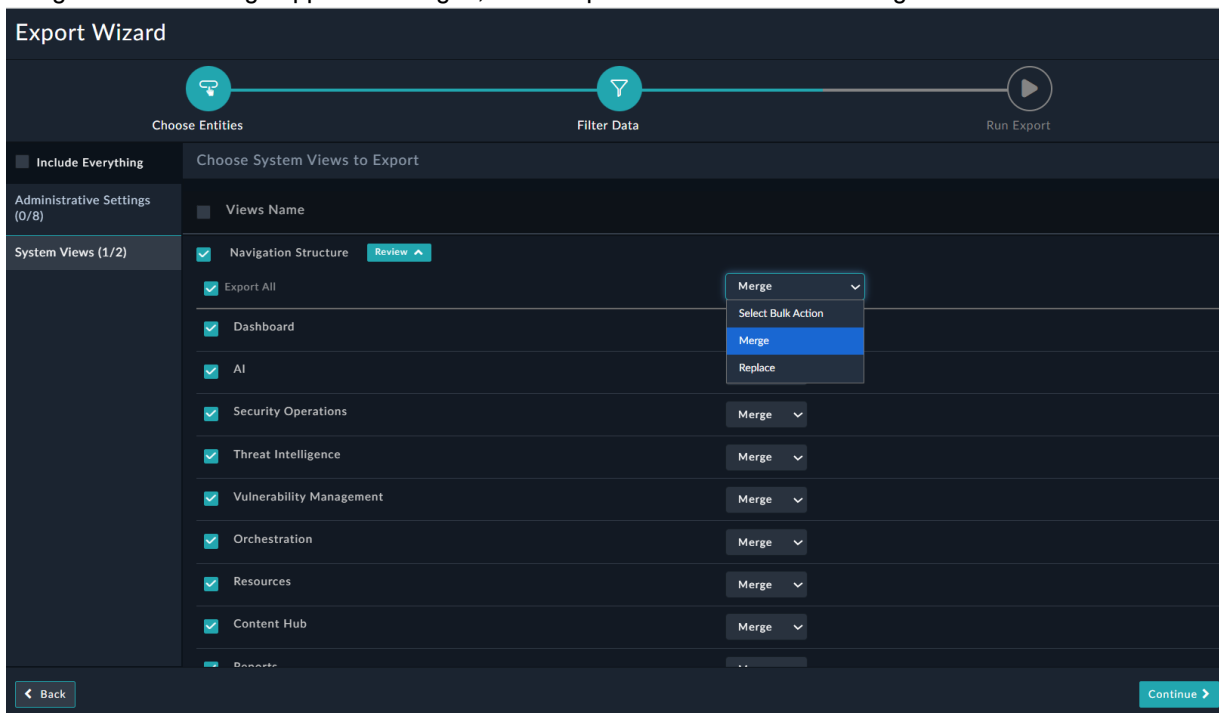 Export Wizard
Choose Entities
Filter Data
Run Export
Include Everything
Choose System Views to Export
Administrative Settings
(0/8)
Views Name
System Views (1/2)
Navigation Structure
Review
Export All
Merge
Select Bulk Action
Merge
Replace
Dashboard
AI
Security Operations
Merge
Threat Intelligence
Merge
Vulnerability Management
Merge
Orchestration
Merge
Resources
Merge
Content Hub
Merge
Reports
Back
Continue